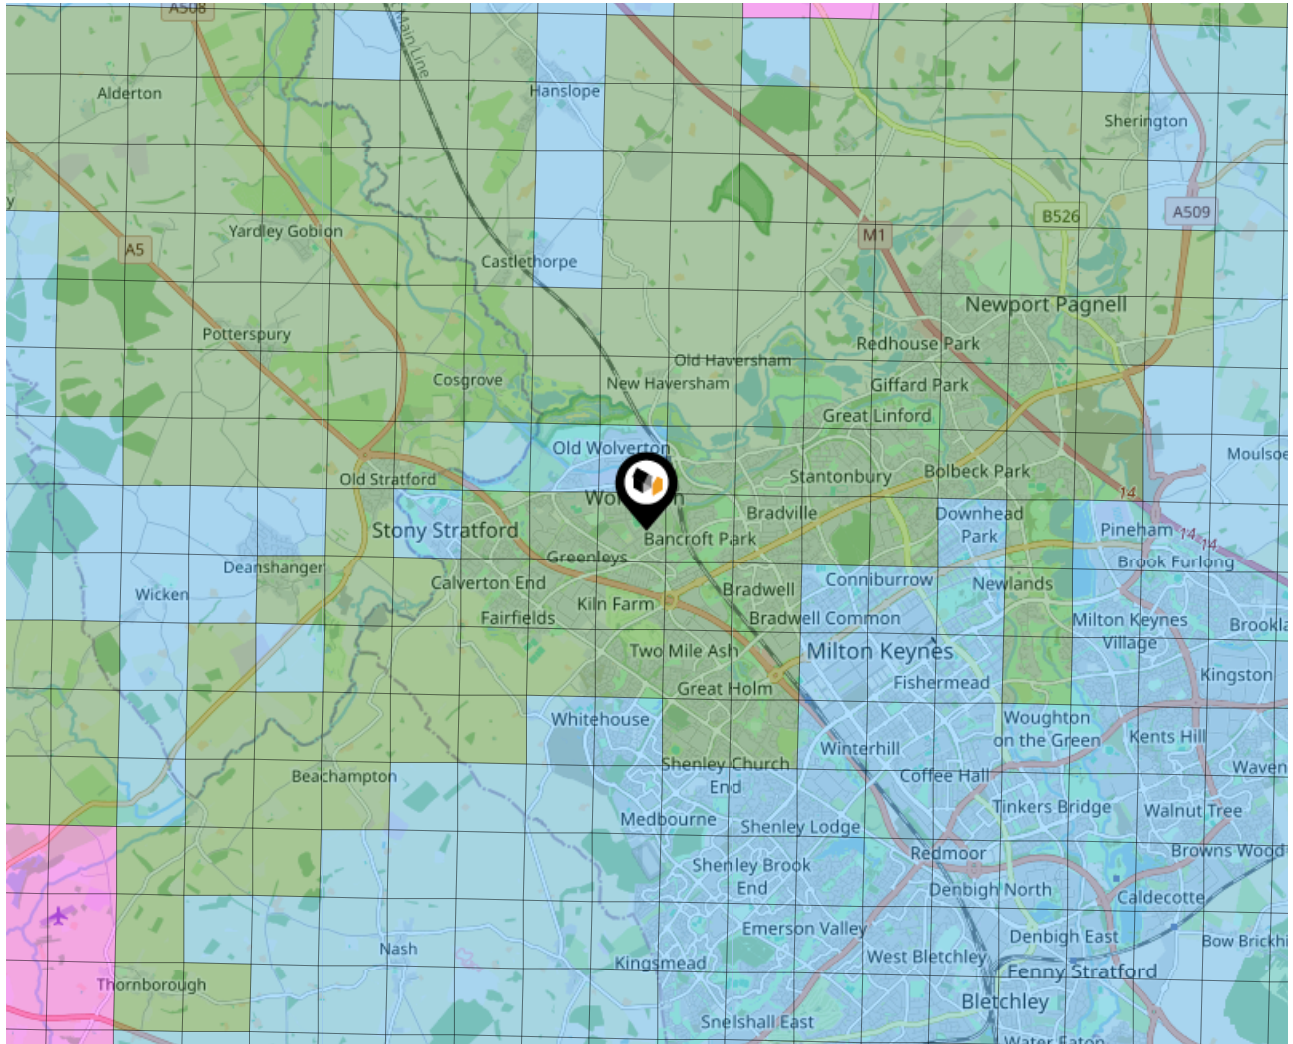 A508
Main Line
Alderton
Hanslope
Sherington
y
A5
Yardley Gobion
B526
A509
M1
Castlethorpe
Newport Pagnell
Potterspury
Redhouse Park
Old Haversham
Cosgrove
New Haversham
Giffard Park
Great Linford
Old Wolverton
Moulsoe
Old Stratford
Stantonbury
Bolbeck Park
14
Wol n
Stony Stratford
Bradville
Downhead
Park
Pineham
14
14
Bancroft Park
Greenleys
Brook Furlong
Deanshanger
Calverton End
Conniburrow
Newlands
Wicken
Kiln Farm
Bradwell
Fairfields
Bradwell Common
Milton Keynes
Village
Brookla
Two Mile Ash
Milton Keynes
Great Holm
Fishermead
Kingston
Whitehouse
Woughton
on the Green
Kents Hill
Winterhill
Beachampton
Shenley Church
End
Coffee Hall
Waven
Medbourne
Shenley Lodge
Tinkers Bridge
Walnut Tree
Shenley Brook
End
Redmoor
Browns Wood
Denbigh North
Caldecotte
Emerson Valley
Denbigh East
Bow Brickhi
Nash
Kingsmead
West Bletchley
Fenny Stratford
Thornborough
Bletchley
Snelshall East
Water Eaton